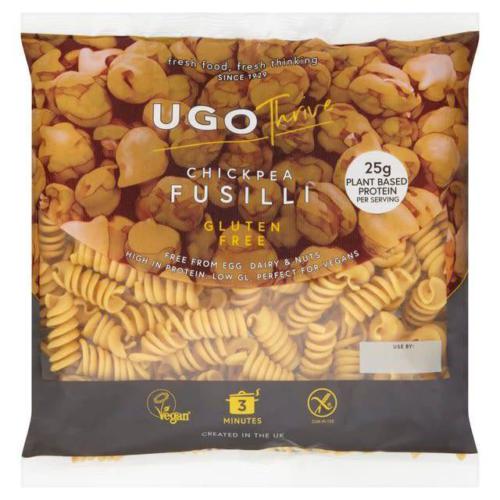 fresh food, fresh thinking
SINCE 1929
UGO Thrive
CHICKPEA
FUSILLI
GLUTEN
FREE
25g
PLANT BASED
PROTEIN
PER SERVING
FREE FROM EGG, DAIRY & NUTS
HIGH IN PROTEIN, LOW GI, PERFECT FOR VEGANS
USE BY:
Vegan
3
MINUTES
CREATED IN THE UK